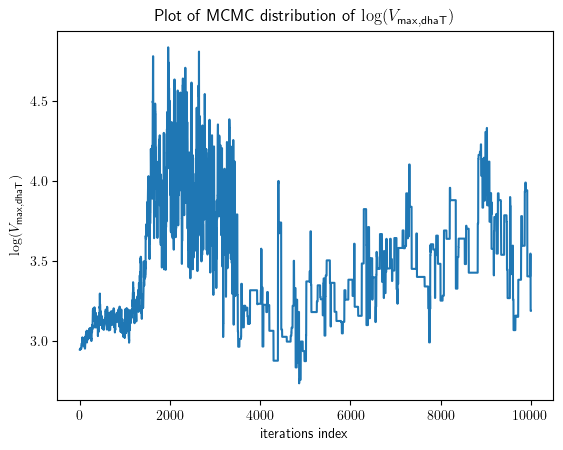 Plot of MCMC distribution of log(V_max,dhaT)
log(V_max,dhaT)
4.5
4.0
3.5
3.0
0 2000 4000 6000 8000 10000
iterations index